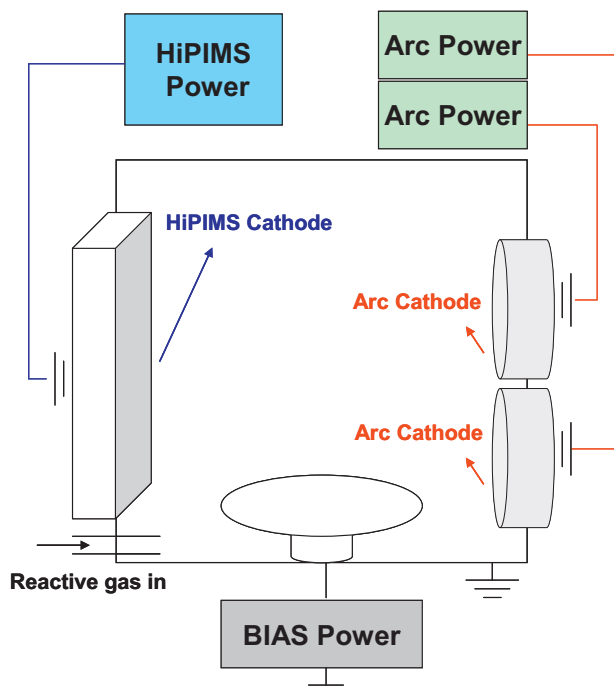 HiPIMS
Power
Arc Power
Arc Power
HiPIMS Cathode
Arc Cathode
Arc Cathode
Reactive gas in
BIAS Power